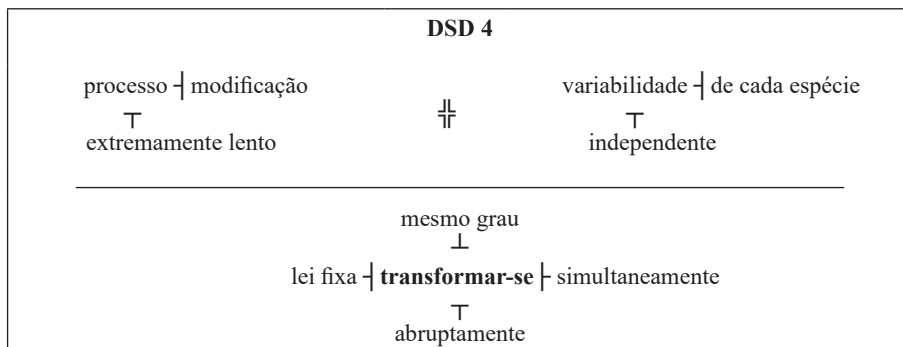 DSD 4
processo ┤modificação
┬
extremamente lento
╬
variabilidade ┤de cada espécie
┬
independente
mesmo grau
┴
lei fixa ┤transformar-se├ simultaneamente
┬
abruptamente